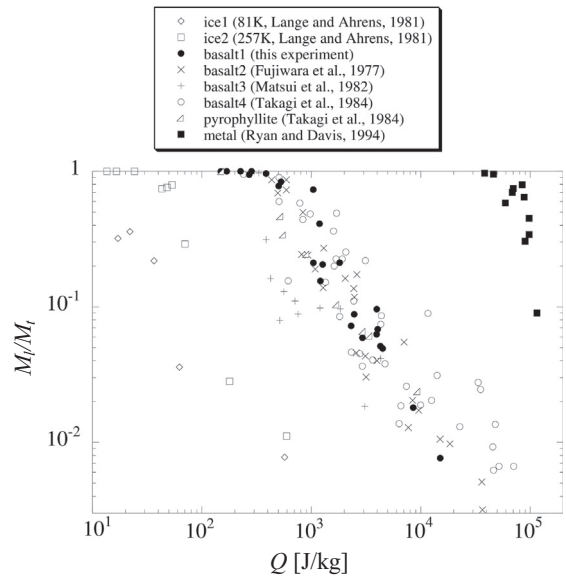 ice1 (81K, Lange and Ahrens, 1981)
ice2 (257K, Lange and Ahrens, 1981)
basalt1 (this experiment)
basalt2 (Fujiwara et al., 1977)
basalt3 (Matsui et al., 1982)
basalt4 (Takagi et al., 1984)
pyrophyllite (Takagi et al., 1984)
metal (Ryan and Davis, 1994)
1
10⁻¹
10⁻²
M_l/M_t
10¹ 10² 10³ 10⁴ 10⁵
Q [J/kg]